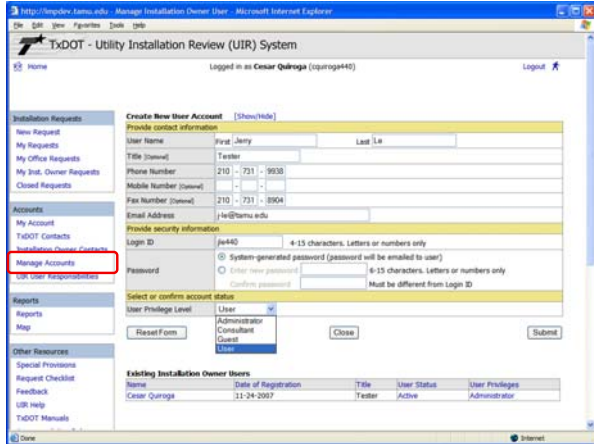 http://impdev.tamu.edu - Manage Installation Owner User - Microsoft Internet Explorer
File Edit View Favorites Tools Help
TxDOT - Utility Installation Review (UIR) System
Home Logged in as Cesar Quiroga (cquiroga440) Logout
Installation Requests
New Request
My Requests
My Office Requests
My Inst. Owner Requests
Closed Requests
Accounts
My Account
TxDOT Contacts
Installation Owner Contacts
Manage Accounts
UIR User Responsibilities
Reports
Reports
Map
Other Resources
Special Provisions
Request Checklist
Feedback
UIR Help
TxDOT Manuals
Create New User Account [Show/Hide]
Provide contact information
User Name First Jerry Last Le
Title [Optional] Tester
Phone Number 210 - 731 - 9938
Mobile Number [Optional] - -
Fax Number [Optional] 210 - 731 - 8904
Email Address j-le@tamu.edu
Provide security information
Login ID jle440 4-15 characters. Letters or numbers only
Password System-generated password (password will be emailed to user)
Enter new password 6-15 characters. Letters or numbers only
Confirm password Must be different from Login ID
Select or confirm account status
User Privilege Level User
Administrator
Consultant
Guest
User
Reset Form Close Submit
Existing Installation Owner Users
Name Date of Registration Title User Status User Privileges
Cesar Quiroga 11-24-2007 Tester Active Administrator
Done Internet